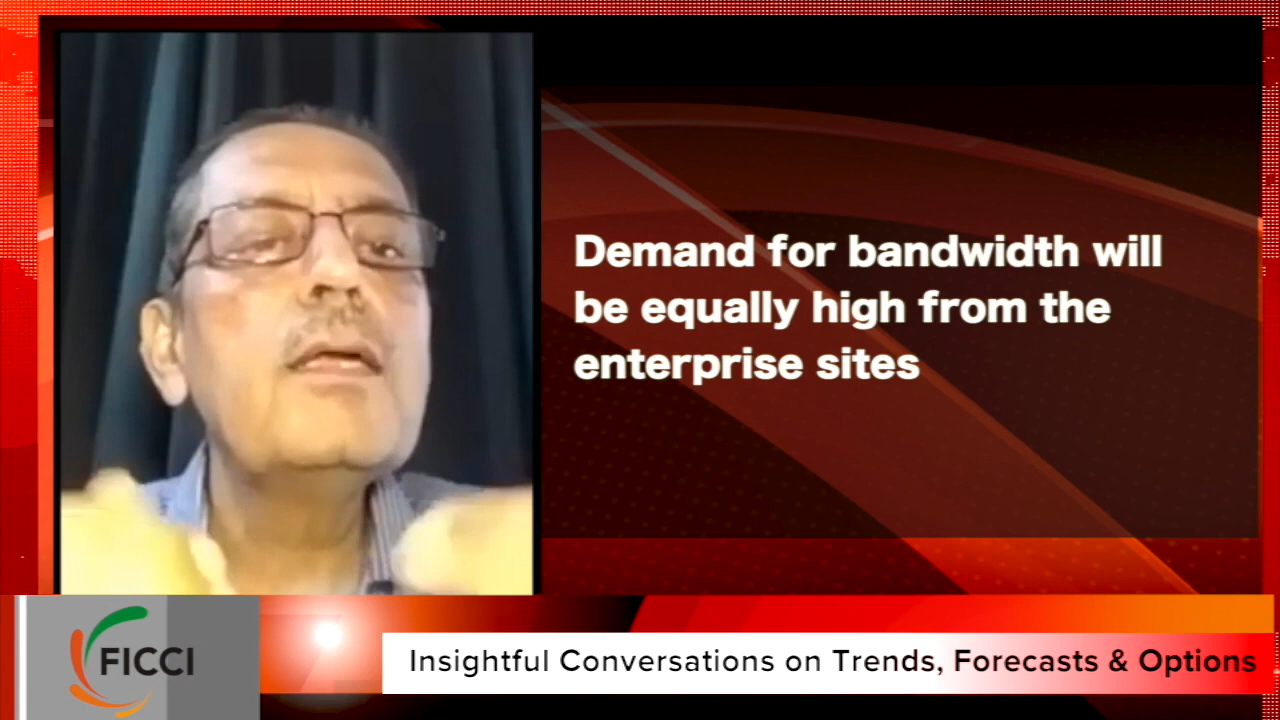 Demand for bandwidth will
be equally high from the
enterprise sites
FICCI
Insightful Conversations on Trends, Forecasts & Options